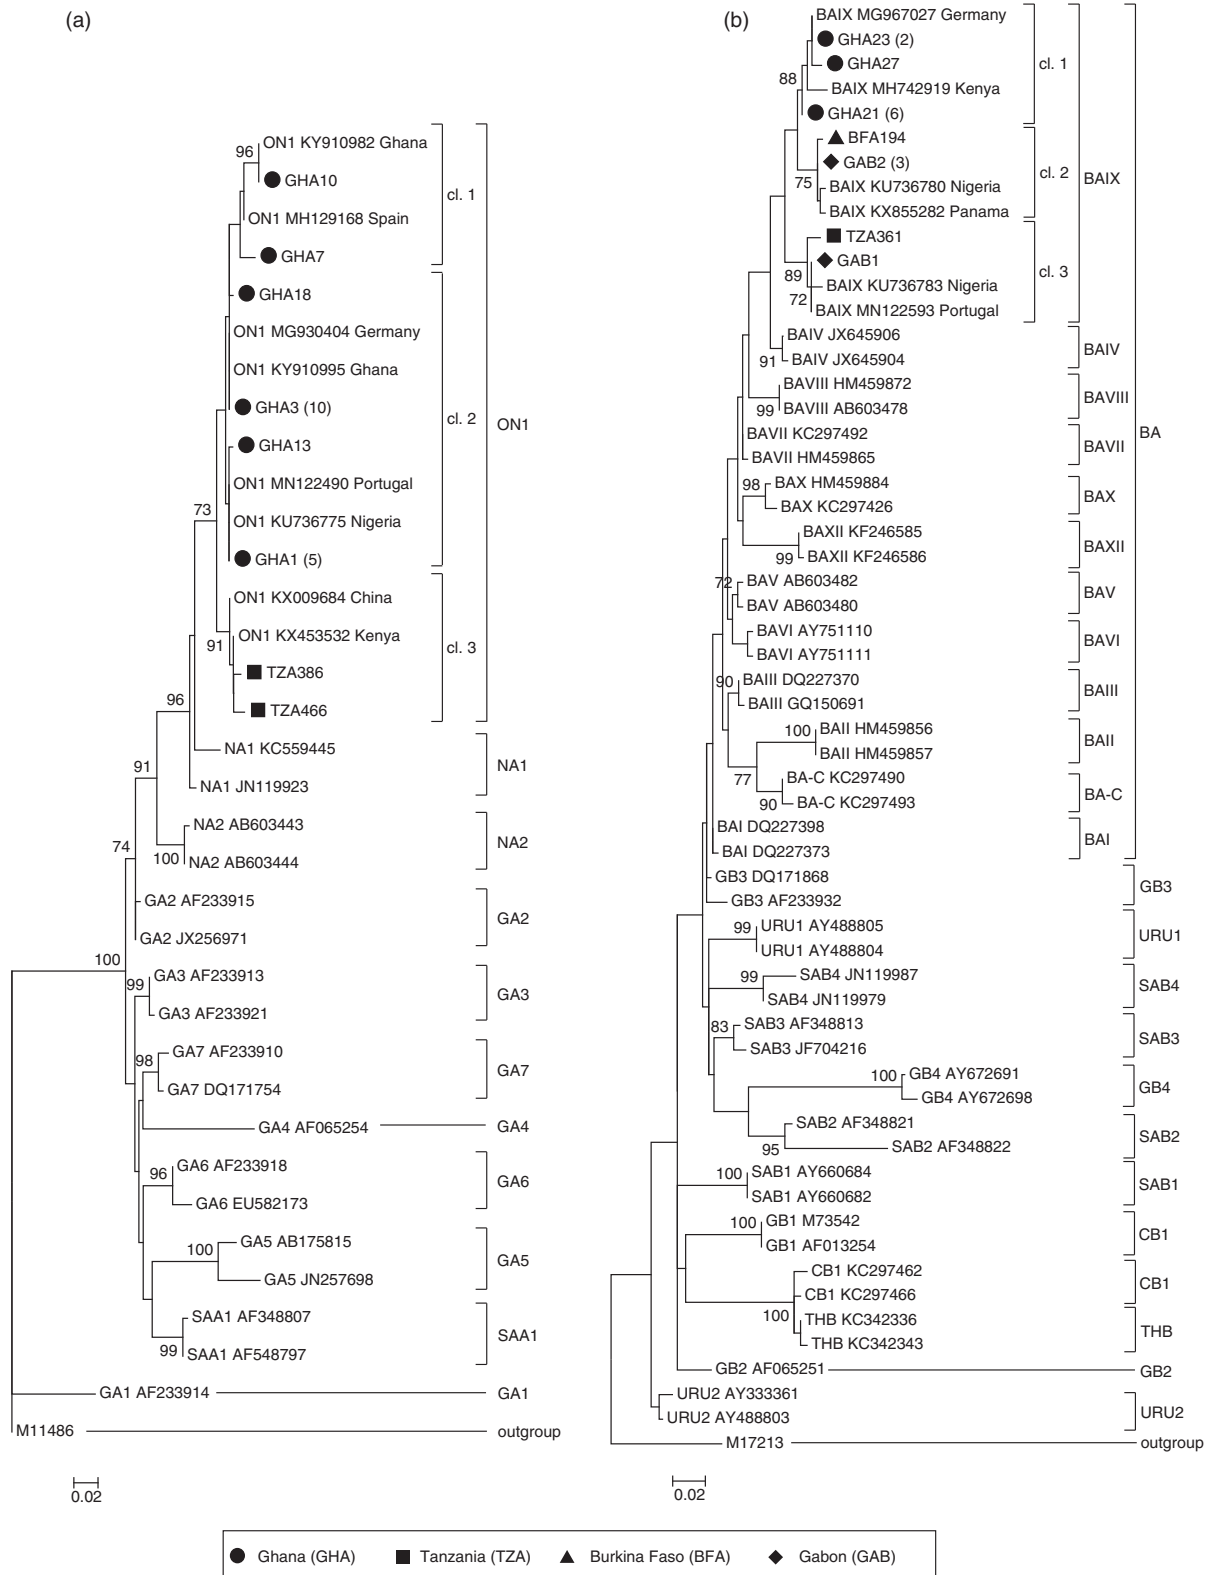 (a)
96
ON1 KY910982 Ghana
GHA10
ON1 MH129168 Spain
GHA7
cl. 1
GHA18
ON1 MG930404 Germany
ON1 KY910995 Ghana
GHA3 (10)
GHA13
ON1 MN122490 Portugal
ON1 KU736775 Nigeria
GHA1 (5)
cl. 2
ON1
73
ON1 KX009684 China
ON1 KX453532 Kenya
91
TZA386
TZA466
cl. 3
96
NA1 KC559445
NA1 JN119923
NA1
91
NA2 AB603443
100
NA2 AB603444
NA2
74
GA2 AF233915
GA2 JX256971
GA2
100
GA3 AF233913
99
GA3 AF233921
GA3
98
GA7 AF233910
GA7 DQ171754
GA7
GA4 AF065254
GA4
96
GA6 AF233918
GA6 EU582173
GA6
100
GA5 AB175815
GA5 JN257698
GA5
SAA1 AF348807
99
SAA1 AF548797
SAA1
GA1 AF233914
GA1
M11486
outgroup
0.02
(b)
BAIX MG967027 Germany
GHA23 (2)
GHA27
88
BAIX MH742919 Kenya
GHA21 (6)
cl. 1
BFA194
GAB2 (3)
75
BAIX KU736780 Nigeria
BAIX KX855282 Panama
cl. 2
BAIX
TZA361
GAB1
89
BAIX KU736783 Nigeria
72
BAIX MN122593 Portugal
cl. 3
BAIV JX645906
91
BAIV JX645904
BAIV
BAVIII HM459872
99
BAVIII AB603478
BAVIII
BA
BAVII KC297492
BAVII HM459865
BAVII
98
BAX HM459884
BAX KC297426
BAX
BAXII KF246585
99
BAXII KF246586
BAXII
72
BAV AB603482
BAV AB603480
BAV
BAVI AY751110
BAVI AY751111
BAVI
90
BAIII DQ227370
BAIII GQ150691
BAIII
100
BAII HM459856
BAII HM459857
BAII
77
BA-C KC297490
90
BA-C KC297493
BA-C
BAI DQ227398
BAI DQ227373
BAI
GB3 DQ171868
GB3 AF233932
GB3
99
URU1 AY488805
URU1 AY488804
URU1
99
SAB4 JN119987
SAB4 JN119979
SAB4
83
SAB3 AF348813
SAB3 JF704216
SAB3
100
GB4 AY672691
GB4 AY672698
GB4
SAB2 AF348821
95
SAB2 AF348822
SAB2
100
SAB1 AY660684
SAB1 AY660682
SAB1
100
GB1 M73542
GB1 AF013254
CB1
CB1 KC297462
CB1 KC297466
CB1
100
THB KC342336
THB KC342343
THB
GB2 AF065251
GB2
URU2 AY333361
URU2 AY488803
URU2
M17213
outgroup
0.02
Ghana (GHA)
Tanzania (TZA)
Burkina Faso (BFA)
Gabon (GAB)